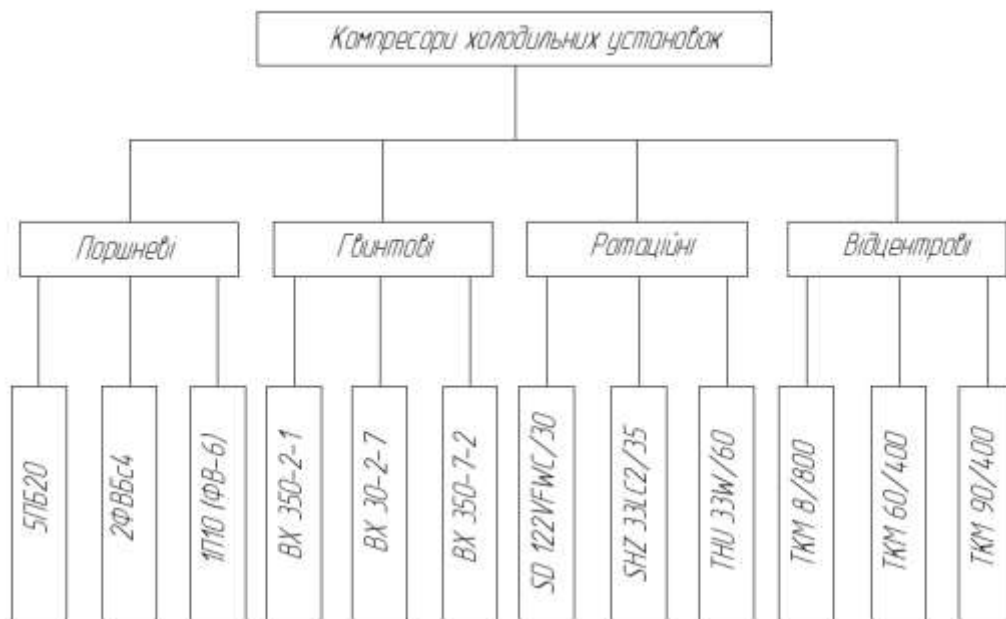 Компресори холодильних установок
Поршневі
Гвинтові
Ротаційні
Відцентрові
5ПБ20
2ФВБс4
1П10 (ФВ-6)
ВХ 350-2-1
ВХ 30-2-7
ВХ 350-7-2
SD 122VFWC/30
SHZ 33LC2/35
THU 33W/60
ТКМ 8/800
ТКМ 60/400
ТКМ 90/400